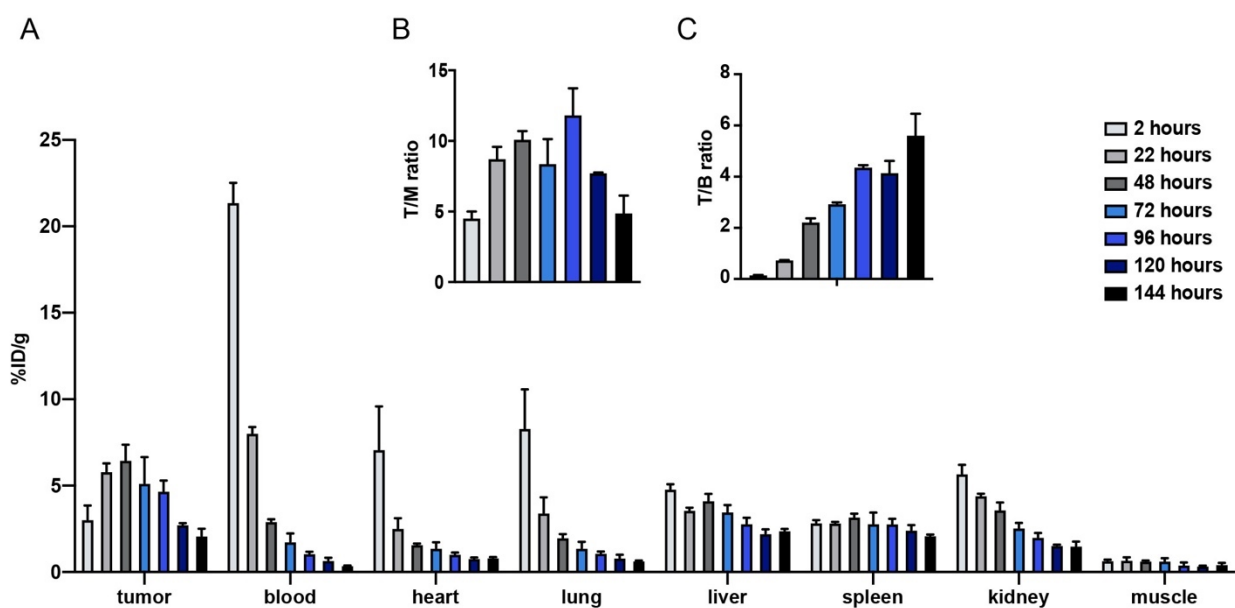 A
B
C
T/M ratio
15
10
5
0
T/B ratio
8
6
4
2
0
2 hours
22 hours
48 hours
72 hours
96 hours
120 hours
144 hours
%ID/g
25
20
15
10
5
0
tumor blood heart lung liver spleen kidney muscle